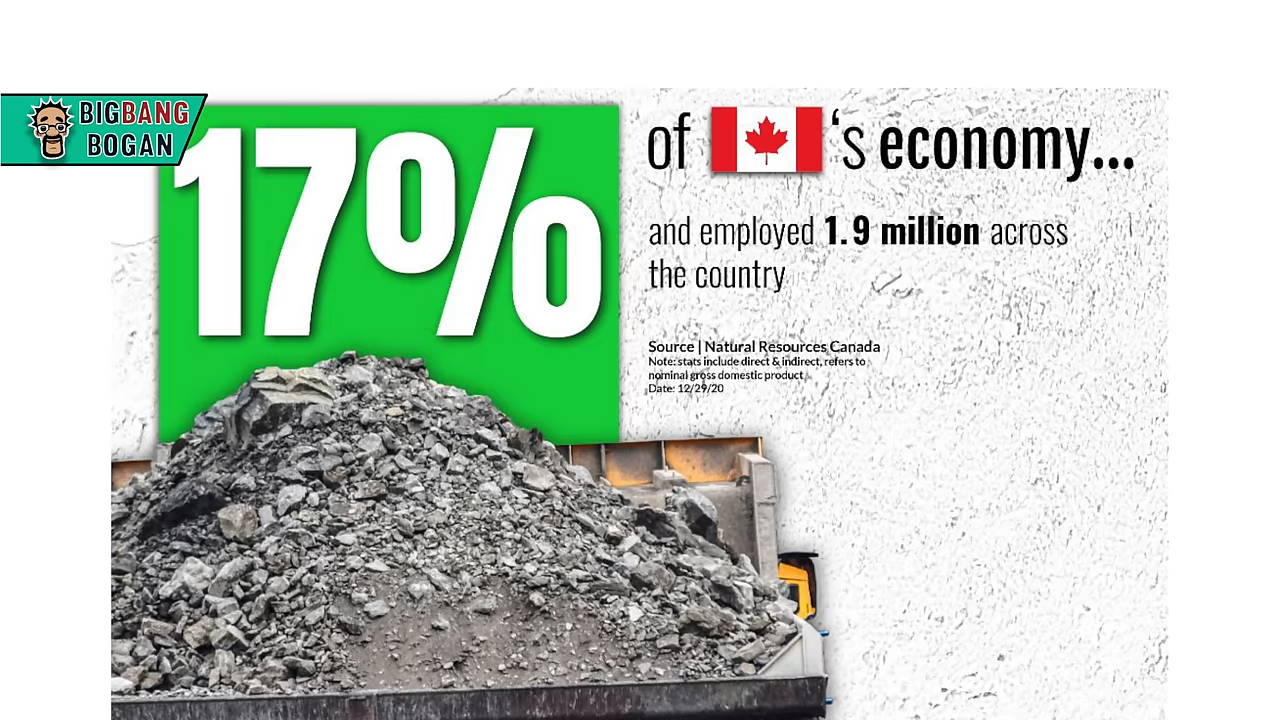 BIGBANG
BOGAN
17%
of 's economy...
and employed 1.9 million across
the country
Source | Natural Resources Canada
Note: stats include direct & indirect, refers to
nominal gross domestic product
Date: 12/29/20